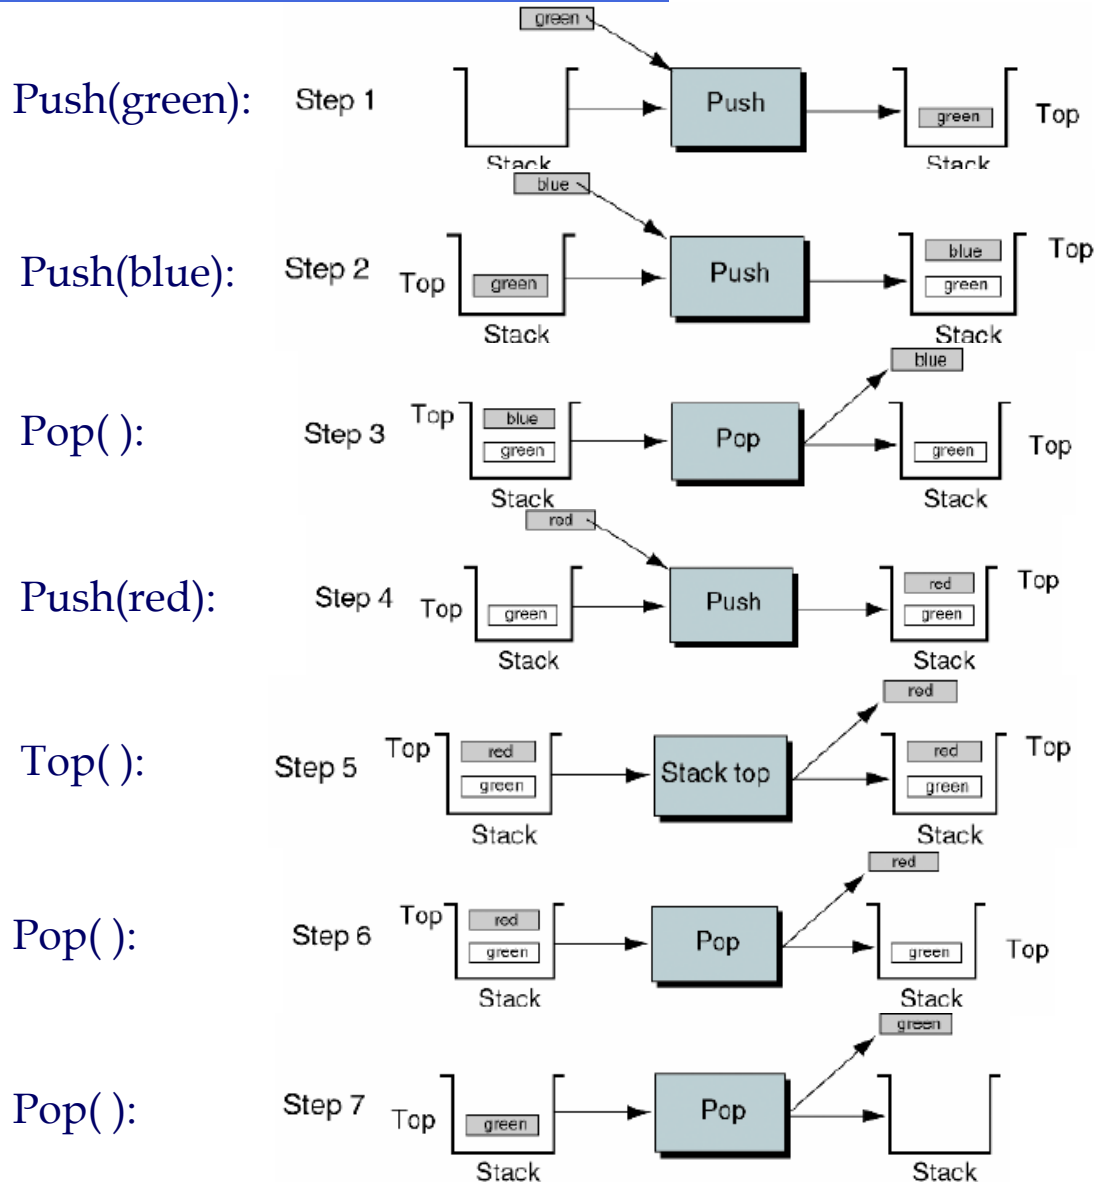 green
Push(green): Step 1 Push green Top
Stack Stack
blue
Push(blue): Step 2 Top green Push blue green Top
Stack Stack
blue
Pop( ): Step 3 Top blue green Pop green Top
Stack Stack
red
Push(red): Step 4 Top green Push red green Top
Stack Stack
red
Top( ): Step 5 Top red green Stack top red green Top
Stack Stack
red
Pop( ): Step 6 Top red green Pop green Top
Stack Stack
green
Pop( ): Step 7 Top green Pop
Stack Stack